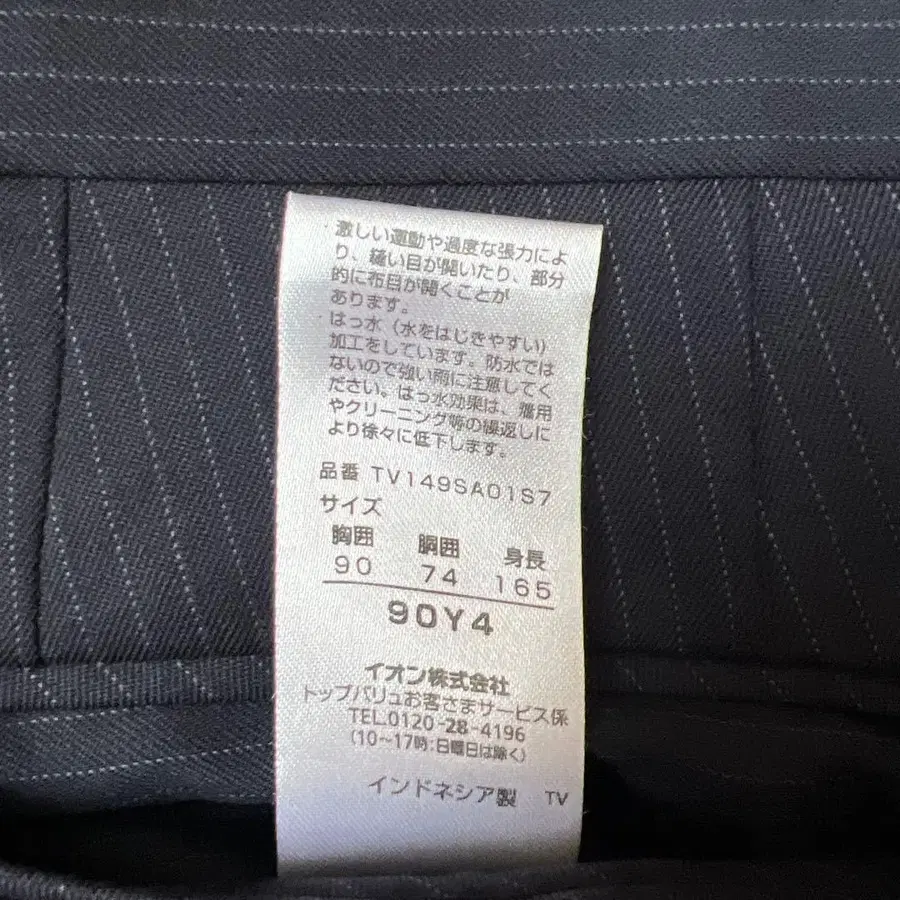 激しい運動や過度な張力によ
り、縫い目が開いたり、部分
的に布目が開くことが
あります。
はっ水（水をはじきやすい）
加工をしています。防水では
ないので強い雨に注意してく
ださい。はっ水効果は、着用
やクリーニング等の繰返しに
より徐々に低下します。
品番 TV149SA01S7
サイズ
胸囲 胴囲 身長
90 74 165
90Y4
イオン株式会社
トップバリュお客さまサービス係
TEL.0120-28-4196
(10～17時:日曜日は除く)
インドネシア製 TV